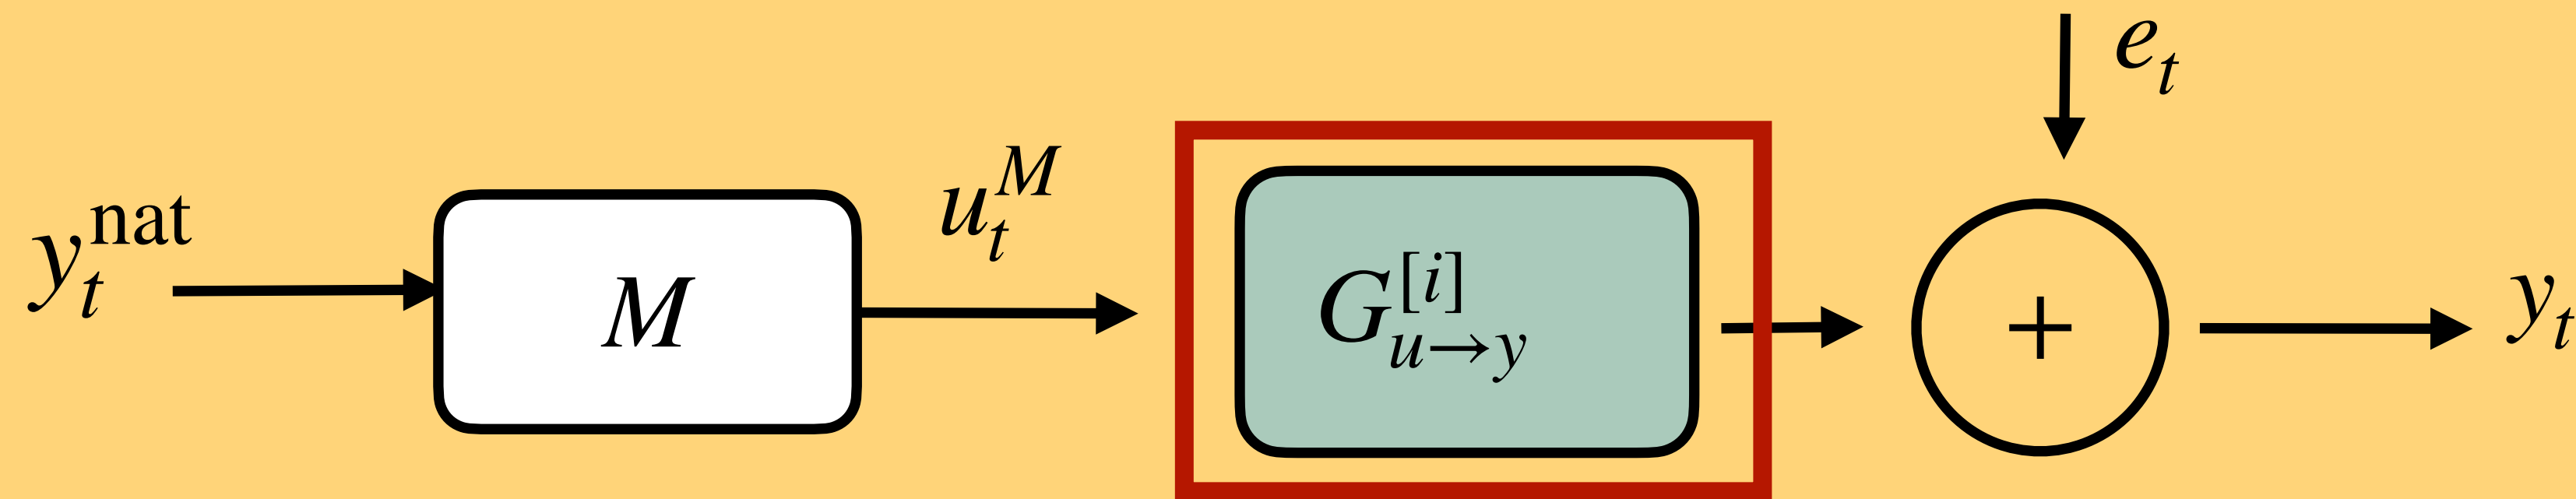 y_t^nat
M
u_t^M
G_{u→y}^{[i]}
e_t
+
y_t